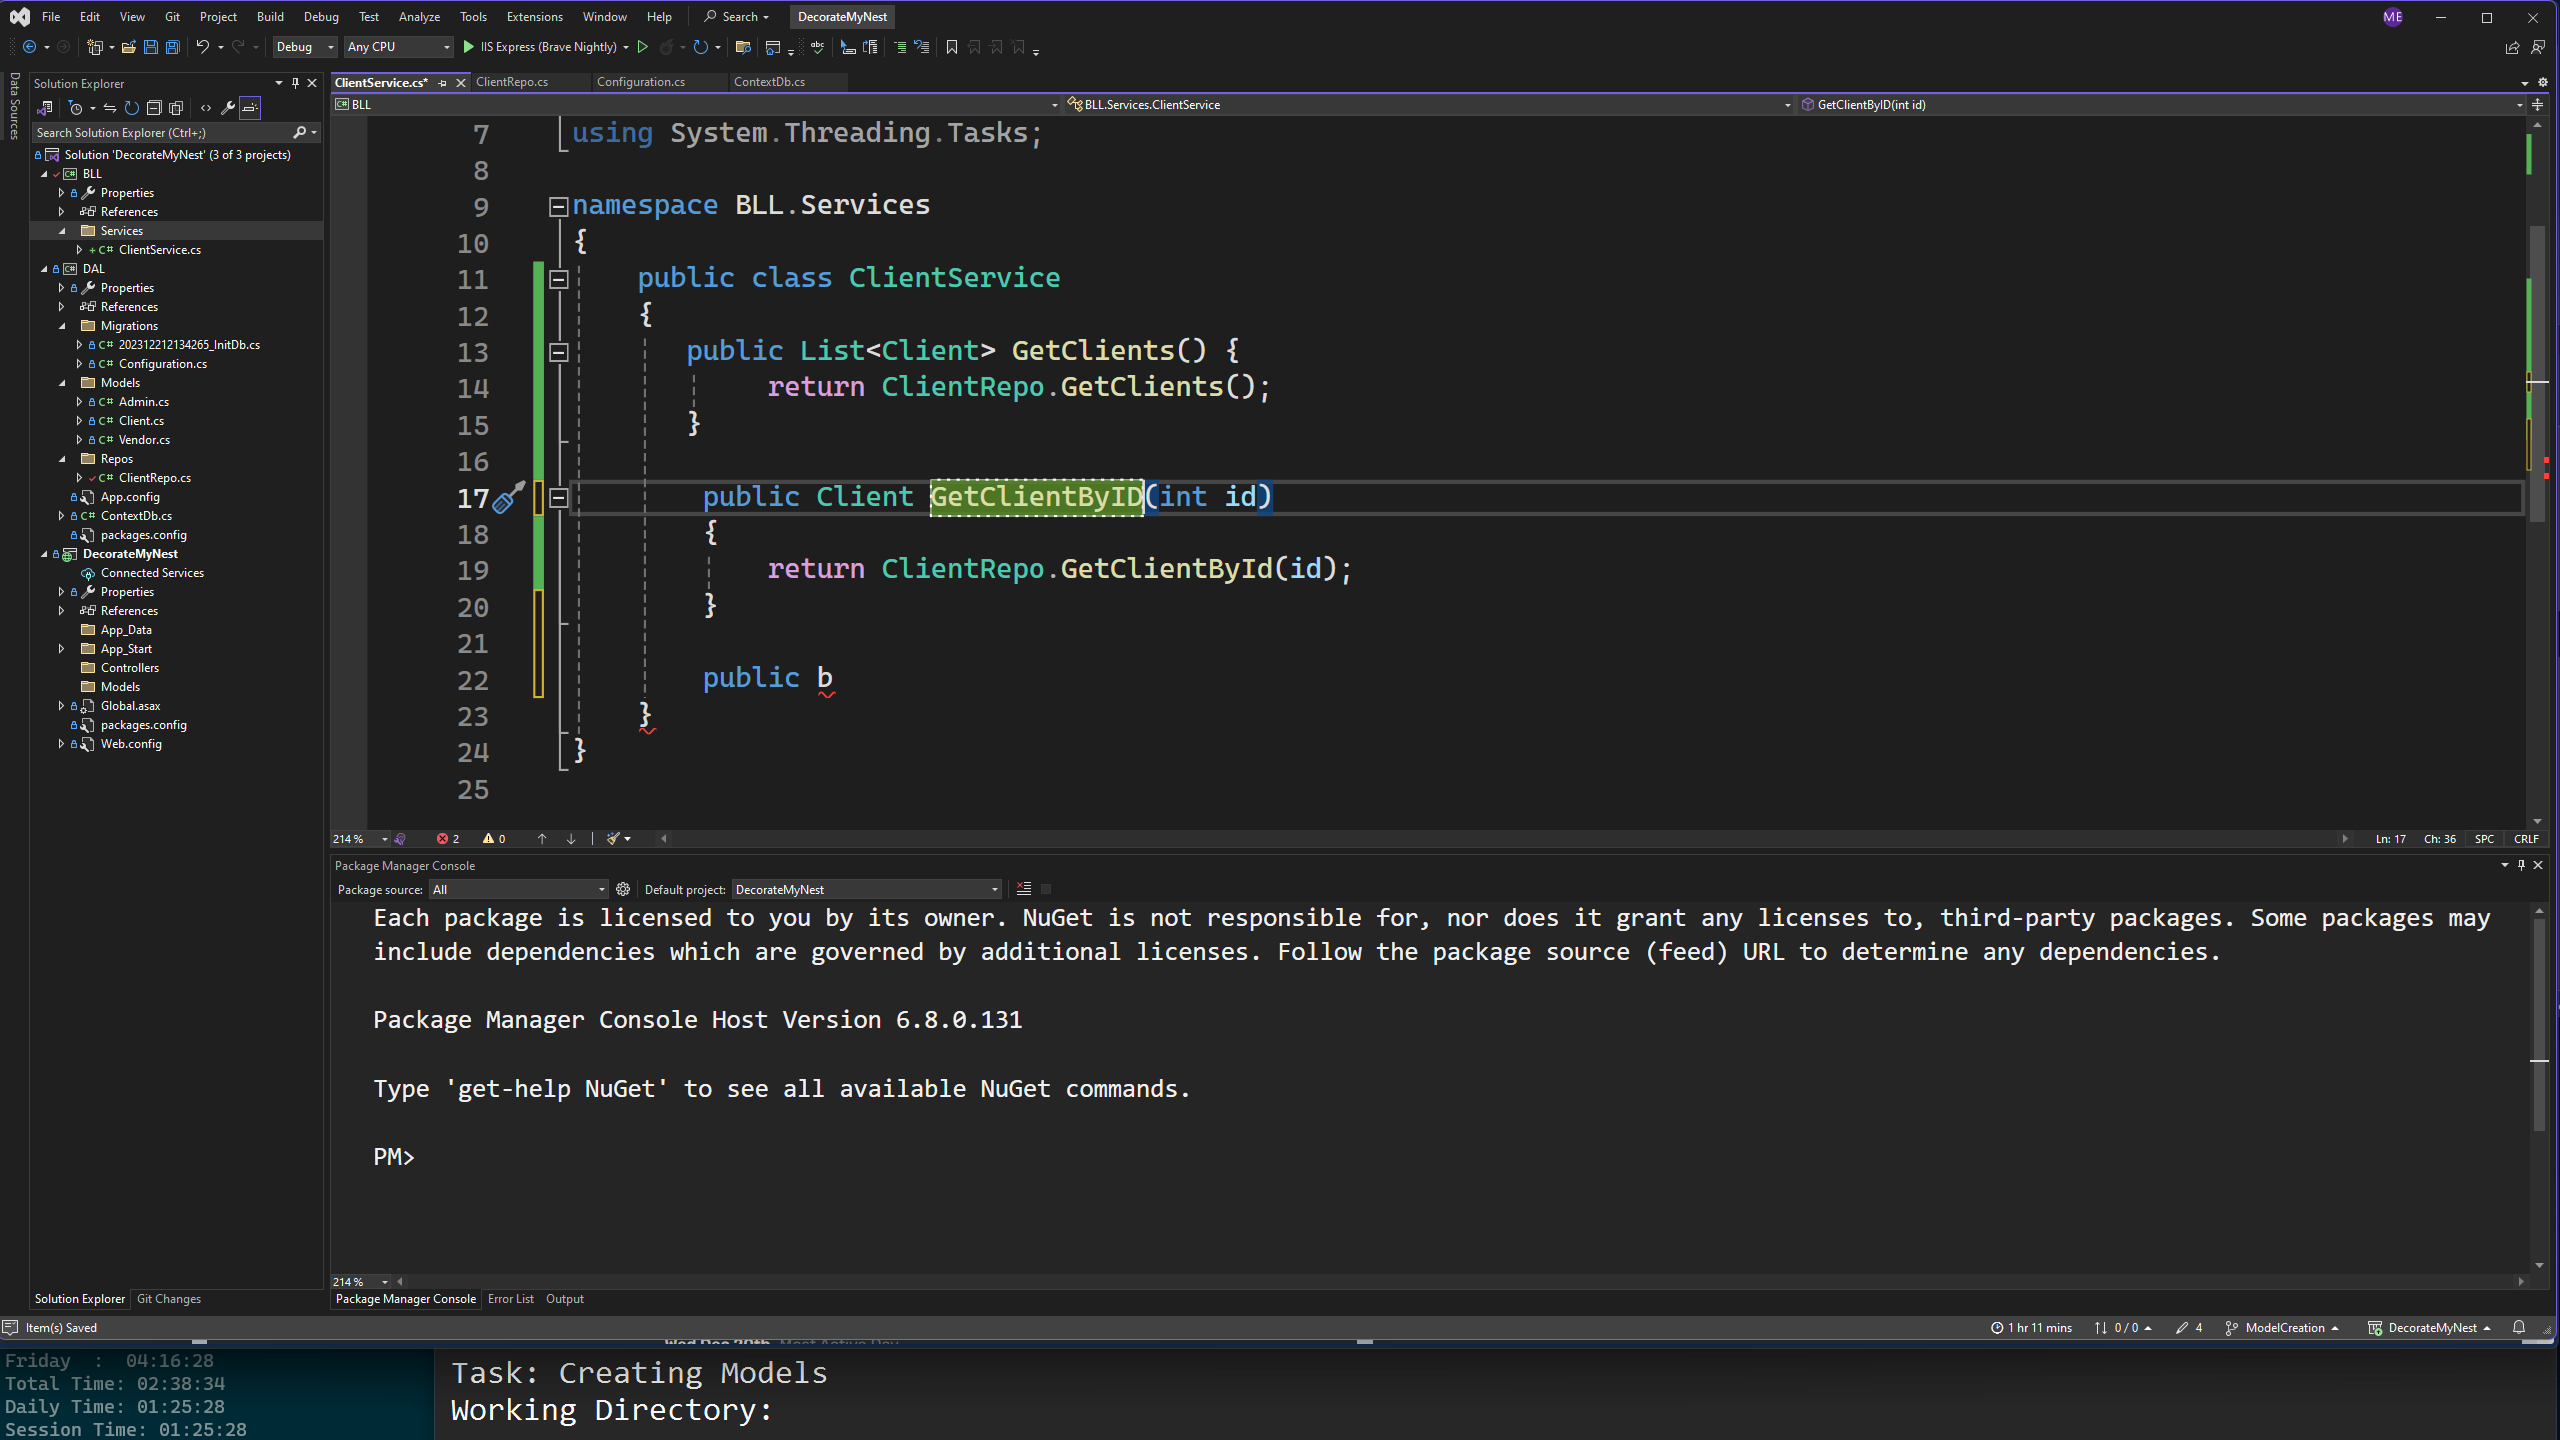 File Edit View Git Project Build Debug Test Analyze Tools Extensions Window Help Search DecorateMyNest ME
Debug Any CPU IIS Express (Brave Nightly)
Data Sources
Solution Explorer
Search Solution Explorer (Ctrl+;)
Solution 'DecorateMyNest' (3 of 3 projects)
BLL
Properties
References
Services
ClientService.cs
DAL
Properties
References
Migrations
202312212134265_InitDb.cs
Configuration.cs
Models
Admin.cs
Client.cs
Vendor.cs
Repos
ClientRepo.cs
App.config
ContextDb.cs
packages.config
DecorateMyNest
Connected Services
Properties
References
App_Data
App_Start
Controllers
Models
Global.asax
packages.config
Web.config
Solution Explorer Git Changes
ClientService.cs* ClientRepo.cs Configuration.cs ContextDb.cs
BLL BLL.Services.ClientService GetClientByID(int id)
7 using System.Threading.Tasks;
8
9 namespace BLL.Services
10 {
11 public class ClientService
12 {
13 public List<Client> GetClients() {
14 return ClientRepo.GetClients();
15 }
16
17 public Client GetClientByID(int id)
18 {
19 return ClientRepo.GetClientById(id);
20 }
21
22 public b
23 }
24 }
25
214 % 2 0 Ln: 17 Ch: 36 SPC CRLF
Package Manager Console
Package source: All Default project: DecorateMyNest
Each package is licensed to you by its owner. NuGet is not responsible for, nor does it grant any licenses to, third-party packages. Some packages may
include dependencies which are governed by additional licenses. Follow the package source (feed) URL to determine any dependencies.
Package Manager Console Host Version 6.8.0.131
Type 'get-help NuGet' to see all available NuGet commands.
PM>
214 %
Package Manager Console Error List Output
Item(s) Saved 1 hr 11 mins 0 / 0 4 ModelCreation DecorateMyNest
Wed Dec 20th Most Active Day
Friday : 04:16:28
Total Time: 02:38:34
Daily Time: 01:25:28
Session Time: 01:25:28
Task: Creating Models
Working Directory: